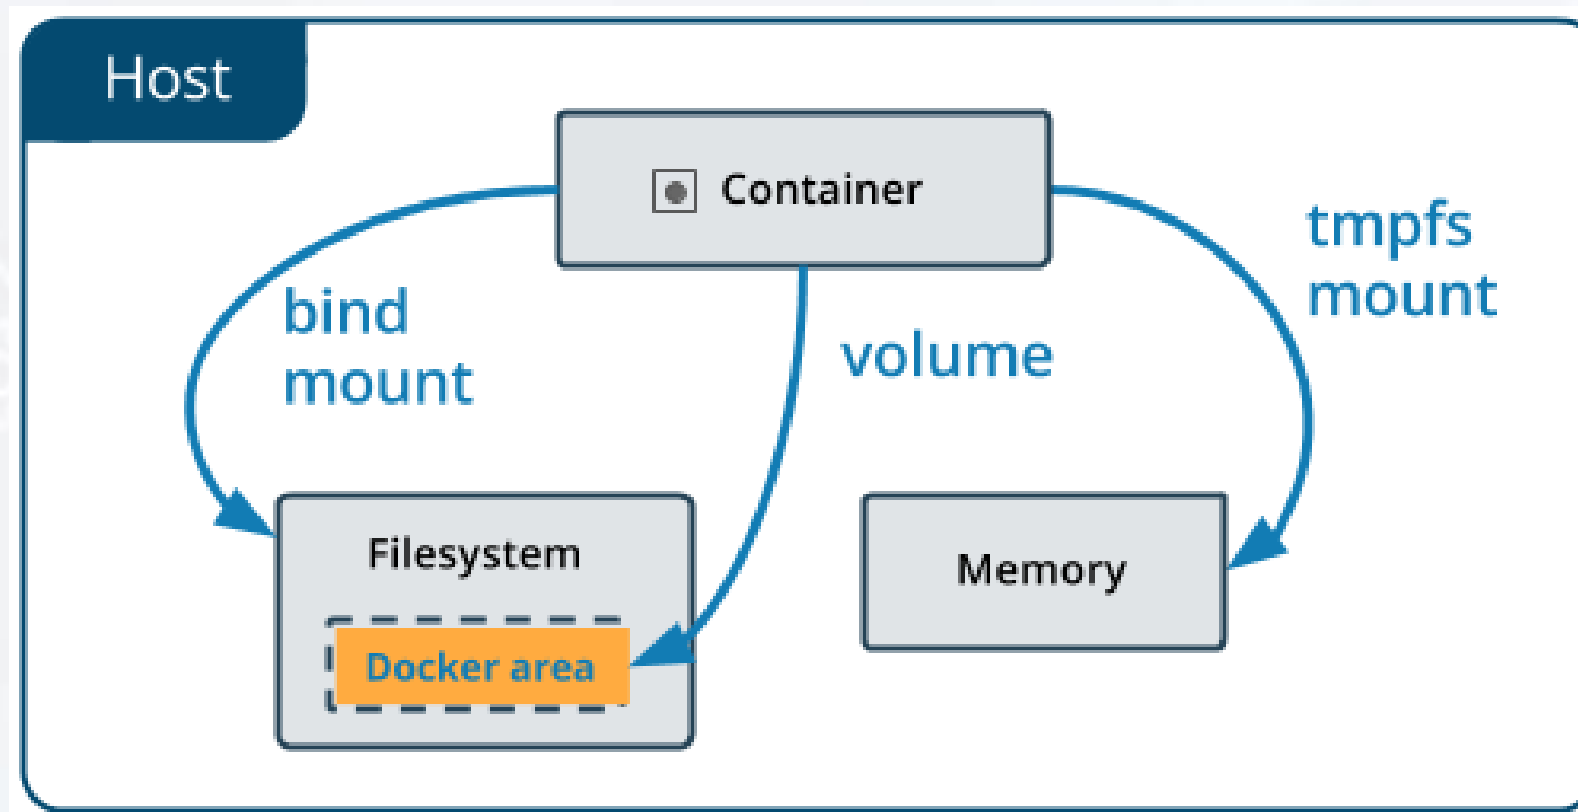 Host
Container
tmpfs
mount
bind
mount
volume
Filesystem
Memory
Docker area